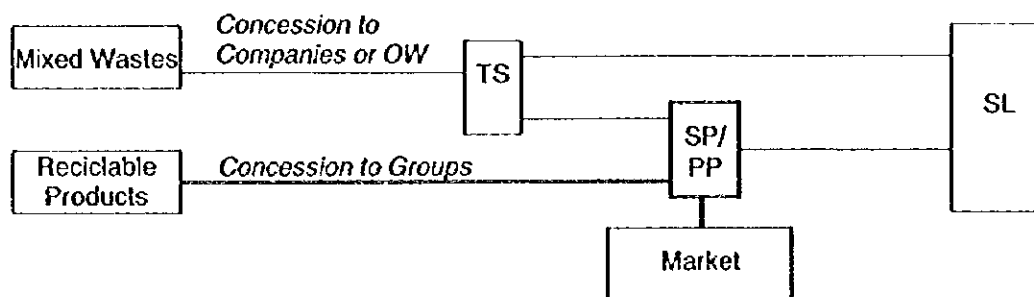 Concession to
Companies or OW
Mixed Wastes
TS
SL
SP/
PP
Reciclable
Products
Concession to Groups
Market